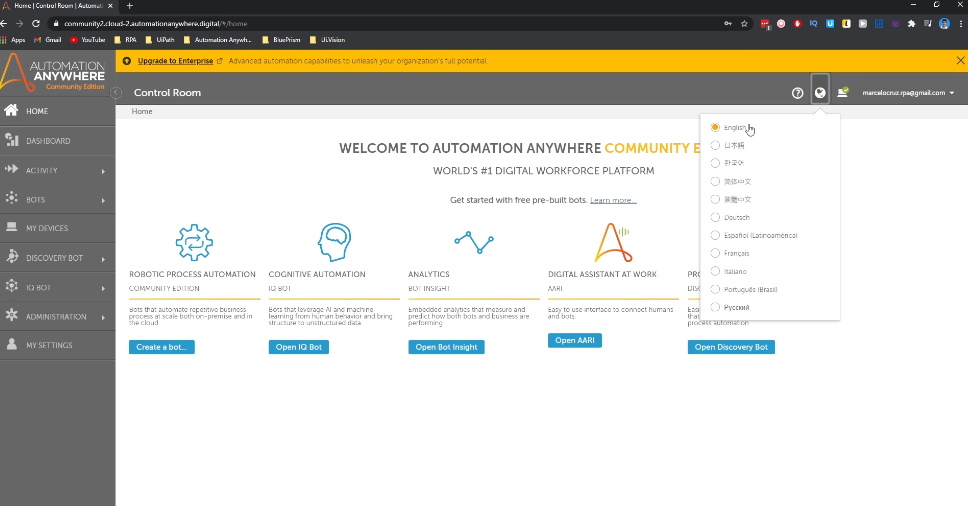 Home | Control Room | Automati
community2.cloud-2.automationanywhere.digital/#/home
Apps
Gmail
YouTube
RPA
UiPath
Automation Anywh...
BluePrism
Ui.Vision
AUTOMATION
ANYWHERE
Community Edition
Upgrade to Enterprise
Advanced automation capabilities to unleash your organization's full potential.
Control Room
marcelocruz.rpa@gmail.com
Home
HOME
DASHBOARD
ACTIVITY
BOTS
MY DEVICES
DISCOVERY BOT
IQ BOT
ADMINISTRATION
MY SETTINGS
WELCOME TO AUTOMATION ANYWHERE COMMUNITY E
WORLD'S #1 DIGITAL WORKFORCE PLATFORM
Get started with free pre-built bots. Learn more...
ROBOTIC PROCESS AUTOMATION
COMMUNITY EDITION
Bots that automate repetitive business
process at scale both on-premise and in
the cloud
Create a bot...
COGNITIVE AUTOMATION
IQ BOT
Bots that leverage AI and machine
learning from human behavior and bring
structure to unstructured data
Open IQ Bot
ANALYTICS
BOT INSIGHT
Embedded analytics that measure and
predict how both bots and business are
performing
Open Bot Insight
DIGITAL ASSISTANT AT WORK
AARI
Easy to use interface to connect humans
and bots.
Open AARI
process automation
Open Discovery Bot
English
日本語
한국어
简体中文
繁體中文
Deutsch
Español (Latinoamérica)
Français
Italiano
Português (Brasil)
Русский